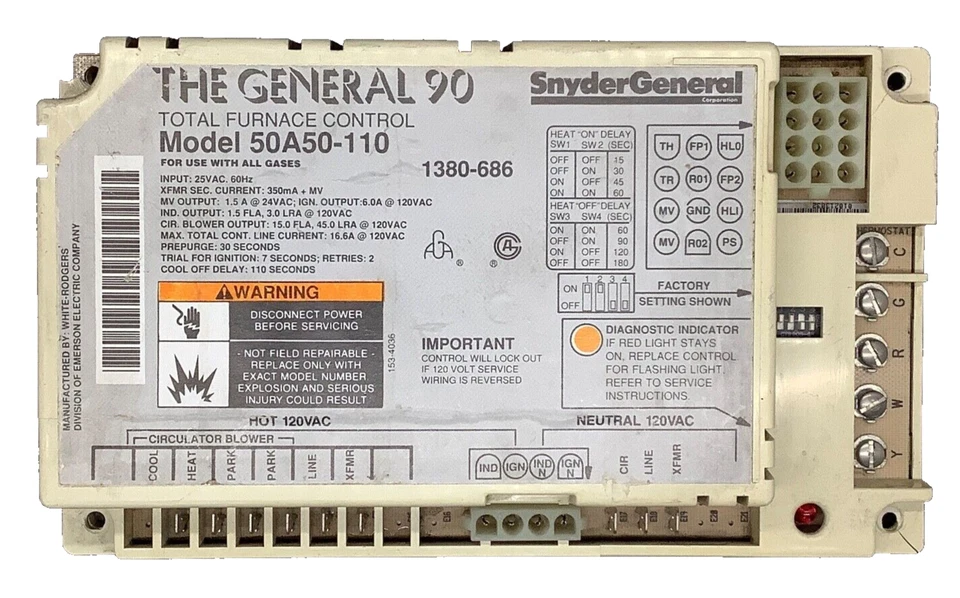 THE GENERAL 90
TOTAL FURNACE CONTROL
Model 50A50-110
FOR USE WITH ALL GASES
SnyderGeneral
Corporation
1380-686
INPUT: 25VAC. 60Hz
XFMR SEC. CURRENT: 350mA + MV
MV OUTPUT: 1.5 A @ 24VAC; IGN. OUTPUT:6.0A @ 120VAC
IND. OUTPUT: 1.5 FLA, 3.0 LRA @ 120VAC
CIR. BLOWER OUTPUT: 15.0 FLA, 45.0 LRA @ 120VAC
MAX. TOTAL CONT. LINE CURRENT: 16.6A @ 120VAC
PREPURGE: 30 SECONDS
TRIAL FOR IGNITION: 7 SECONDS; RETRIES: 2
COOL OFF DELAY: 110 SECONDS
HEAT "ON" DELAY
SW1 SW2 (SEC)
OFF OFF 15
OFF ON 30
ON OFF 45
ON ON 60
HEAT "OFF" DELAY
SW3 SW4 (SEC)
ON ON 60
OFF ON 90
ON OFF 120
OFF OFF 180
TH FP1 HL0
TR R01 FP2
MV GND HLI
MV R02 PS
1 2 3 4
ON
OFF
FACTORY
SETTING SHOWN
WARNING
DISCONNECT POWER
BEFORE SERVICING
- NOT FIELD REPAIRABLE -
REPLACE ONLY WITH
EXACT MODEL NUMBER
EXPLOSION AND SERIOUS
INJURY COULD RESULT
153-4036
IMPORTANT
CONTROL WILL LOCK OUT
IF 120 VOLT SERVICE
WIRING IS REVERSED
DIAGNOSTIC INDICATOR
IF RED LIGHT STAYS
ON, REPLACE CONTROL
FOR FLASHING LIGHT.
REFER TO SERVICE
INSTRUCTIONS.
MANUFACTURED BY: WHITE-RODGERS
DIVISION OF EMERSON ELECTRIC COMPANY
HOT 120VAC
NEUTRAL 120VAC
CIRCULATOR BLOWER
COOL
HEAT
PARK
PARK
LINE
XFMR
IND IGN IND N IGN N
CIR
LINE
XFMR
THERMOSTAT
C
G
R
W
Y
E16
E17
E18
E19
E20
E21